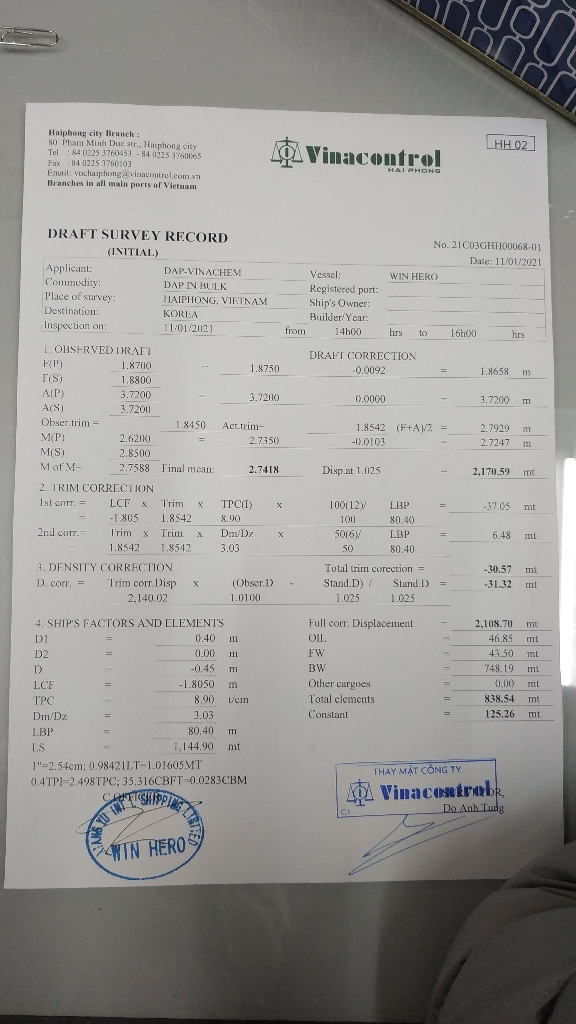 Haiphong city Branch :
80 Pham Minh Duc str., Haiphong city
Tel : 84 0225 3760453 - 84 0225 3760065
Fax : 84 0225 3760103
Email: vnchaiphong@vinacontrol.com.vn
Branches in all main ports of Vietnam
Vinacontrol
HAI PHONG
HH 02
DRAFT SURVEY RECORD
(INITIAL)
No. 21C03GHH00068-01
Date: 11/01/2021
Applicant: DAP-VINACHEM Vessel: WIN HERO
Commodity: DAP IN BULK Registered port:
Place of survey: HAIPHONG, VIETNAM Ship's Owner:
Destination: KOREA Builder/Year:
Inspection on: 11/01/2021 from 14h00 hrs to 16h00 hrs
1. OBSERVED DRAFT DRAFT CORRECTION
F(P) 1.8700 = 1.8750 -0.0092 = 1.8658 m
F(S) 1.8800
A(P) 3.7200 = 3.7200 0.0000 = 3.7200 m
A(S) 3.7200
Obser.trim = 1.8450 Act.trim= 1.8542 (F+A)/2 = 2.7929 m
M(P) 2.6200 = 2.7350 -0.0103 = 2.7247 m
M(S) 2.8500
M of M= 2.7588 Final mean: 2.7418 Disp.at 1.025 = 2,170.59 mt
2. TRIM CORRECTION
1st corr. = LCF x Trim x TPC(I) x 100(12)/ LBP = -37.05 mt
= -1.805 1.8542 8.90 100 80.40
2nd corr.= Trim x Trim x Dm/Dz x 50(6)/ LBP = 6.48 mt
= 1.8542 1.8542 3.03 50 80.40
3. DENSITY CORRECTION Total trim corection = -30.57 mt
D. corr. = Trim corr.Disp x (Obser.D - Stand.D) / Stand.D = -31.32 mt
2,140.02 1.0100 1.025 1.025
4. SHIP'S FACTORS AND ELEMENTS Full corr. Displacement = 2,108.70 mt
D1 = 0.40 m OIL = 46.85 mt
D2 = 0.00 m FW = 43.50 mt
D = -0.45 m BW = 748.19 mt
LCF = -1.8050 m Other cargoes = 0.00 mt
TPC = 8.90 t/cm Total elements = 838.54 mt
Dm/Dz = 3.03 Constant = 125.26 mt
LBP = 80.40 m
LS = 1,144.90 mt
1"=2.54cm; 0.98421LT=1.01605MT
0.4TPI=2.498TPC; 35.316CBFT=0.0283CBM
C.OFFICER
YU INT'L SHIPPING LIMITED
WIN HERO
THAY MẶT CÔNG TY
Vinacontrol
Do Anh Tung